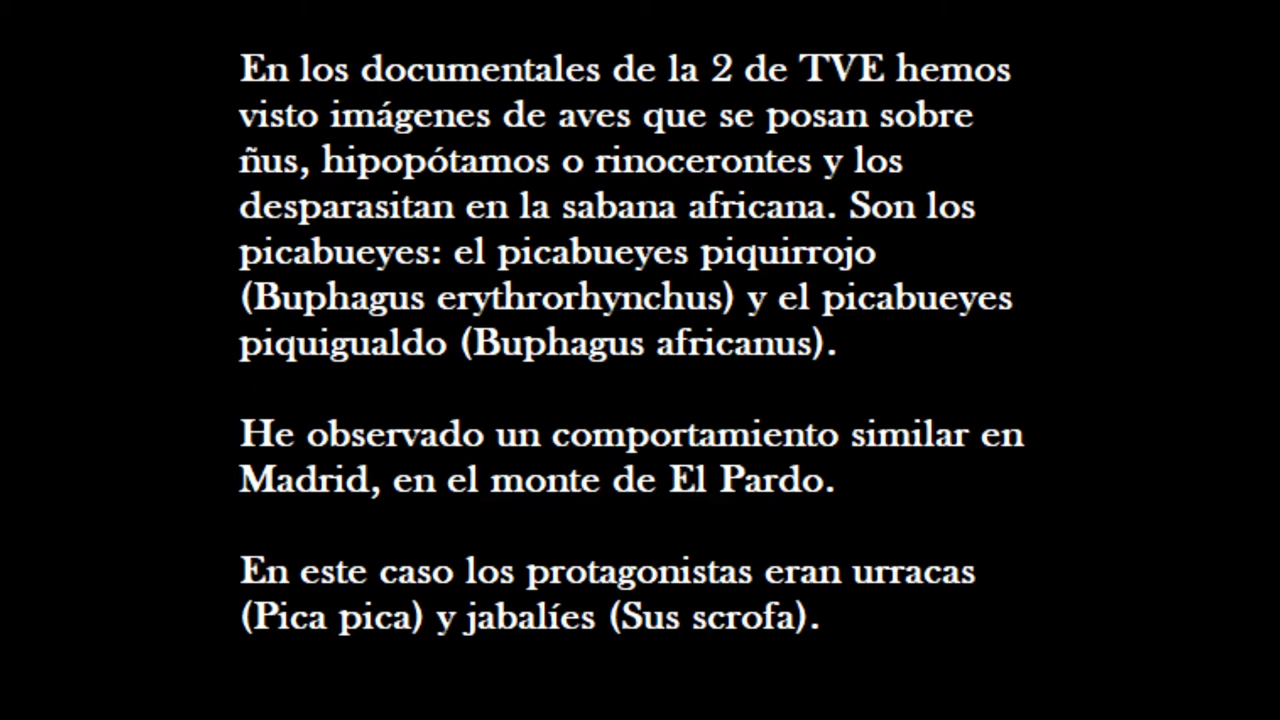 En los documentales de la 2 de TVE hemos
visto imágenes de aves que se posan sobre
ñus, hipopótamos o rinocerontes y los
desparasitan en la sabana africana. Son los
picabueyes: el picabueyes piquirrojo
(Buphagus erythrorhynchus) y el picabueyes
piquigualdo (Buphagus africanus).
He observado un comportamiento similar en
Madrid, en el monte de El Pardo.
En este caso los protagonistas eran urracas
(Pica pica) y jabalíes (Sus scrofa).